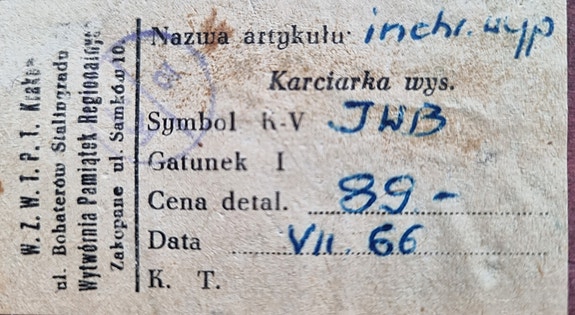 W. Z. W. T. P. T. Kraków
ul. Bohaterów Stalingradu
Wytwórnia Pamiątek Regionalnych
Zakopane ul. Samków 10
Nazwa artykułu inchr. wyp
Karciarka wys.
Symbol K-V JWB
Gatunek I
Cena detal. 89.-
Data VII. 66
K. T.